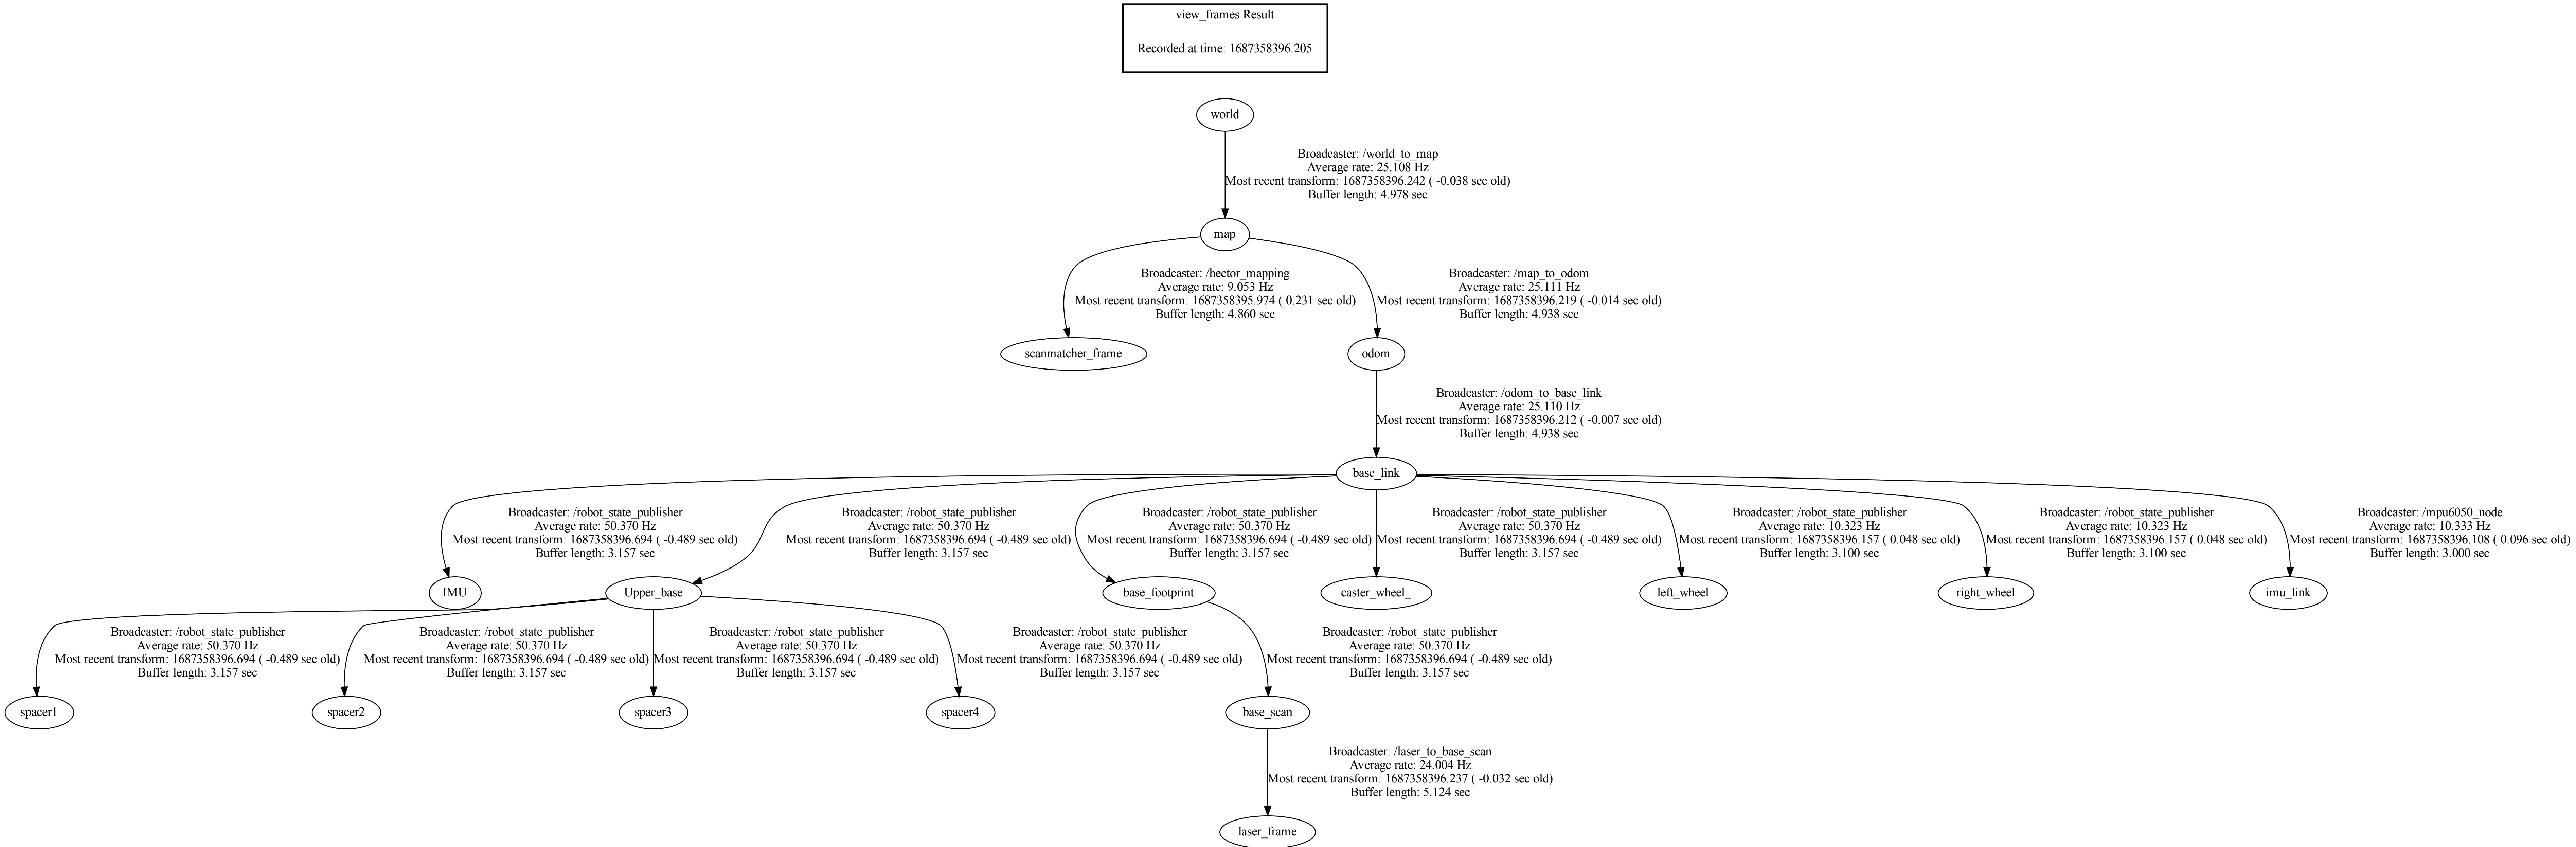 view_frames Result
Recorded at time: 1687358396.205
world
Broadcaster: /world_to_map
Average rate: 25.108 Hz
Most recent transform: 1687358396.242 ( -0.038 sec old)
Buffer length: 4.978 sec
map
Broadcaster: /hector_mapping
Average rate: 9.053 Hz
Most recent transform: 1687358395.974 ( 0.231 sec old)
Buffer length: 4.860 sec
Broadcaster: /map_to_odom
Average rate: 25.111 Hz
Most recent transform: 1687358396.219 ( -0.014 sec old)
Buffer length: 4.938 sec
scanmatcher_frame
odom
Broadcaster: /odom_to_base_link
Average rate: 25.110 Hz
Most recent transform: 1687358396.212 ( -0.007 sec old)
Buffer length: 4.938 sec
base_link
Broadcaster: /robot_state_publisher
Average rate: 50.370 Hz
Most recent transform: 1687358396.694 ( -0.489 sec old)
Buffer length: 3.157 sec
Broadcaster: /robot_state_publisher
Average rate: 50.370 Hz
Most recent transform: 1687358396.694 ( -0.489 sec old)
Buffer length: 3.157 sec
Broadcaster: /robot_state_publisher
Average rate: 50.370 Hz
Most recent transform: 1687358396.694 ( -0.489 sec old)
Buffer length: 3.157 sec
Broadcaster: /robot_state_publisher
Average rate: 50.370 Hz
Most recent transform: 1687358396.694 ( -0.489 sec old)
Buffer length: 3.157 sec
Broadcaster: /robot_state_publisher
Average rate: 10.323 Hz
Most recent transform: 1687358396.157 ( 0.048 sec old)
Buffer length: 3.100 sec
Broadcaster: /robot_state_publisher
Average rate: 10.323 Hz
Most recent transform: 1687358396.157 ( 0.048 sec old)
Buffer length: 3.100 sec
Broadcaster: /mpu6050_node
Average rate: 10.333 Hz
Most recent transform: 1687358396.108 ( 0.096 sec old)
Buffer length: 3.000 sec
IMU
Upper_base
base_footprint
caster_wheel_
left_wheel
right_wheel
imu_link
Broadcaster: /robot_state_publisher
Average rate: 50.370 Hz
Most recent transform: 1687358396.694 ( -0.489 sec old)
Buffer length: 3.157 sec
Broadcaster: /robot_state_publisher
Average rate: 50.370 Hz
Most recent transform: 1687358396.694 ( -0.489 sec old)
Buffer length: 3.157 sec
Broadcaster: /robot_state_publisher
Average rate: 50.370 Hz
Most recent transform: 1687358396.694 ( -0.489 sec old)
Buffer length: 3.157 sec
Broadcaster: /robot_state_publisher
Average rate: 50.370 Hz
Most recent transform: 1687358396.694 ( -0.489 sec old)
Buffer length: 3.157 sec
Broadcaster: /robot_state_publisher
Average rate: 50.370 Hz
Most recent transform: 1687358396.694 ( -0.489 sec old)
Buffer length: 3.157 sec
spacer1
spacer2
spacer3
spacer4
base_scan
Broadcaster: /laser_to_base_scan
Average rate: 24.004 Hz
Most recent transform: 1687358396.237 ( -0.032 sec old)
Buffer length: 5.124 sec
laser_frame